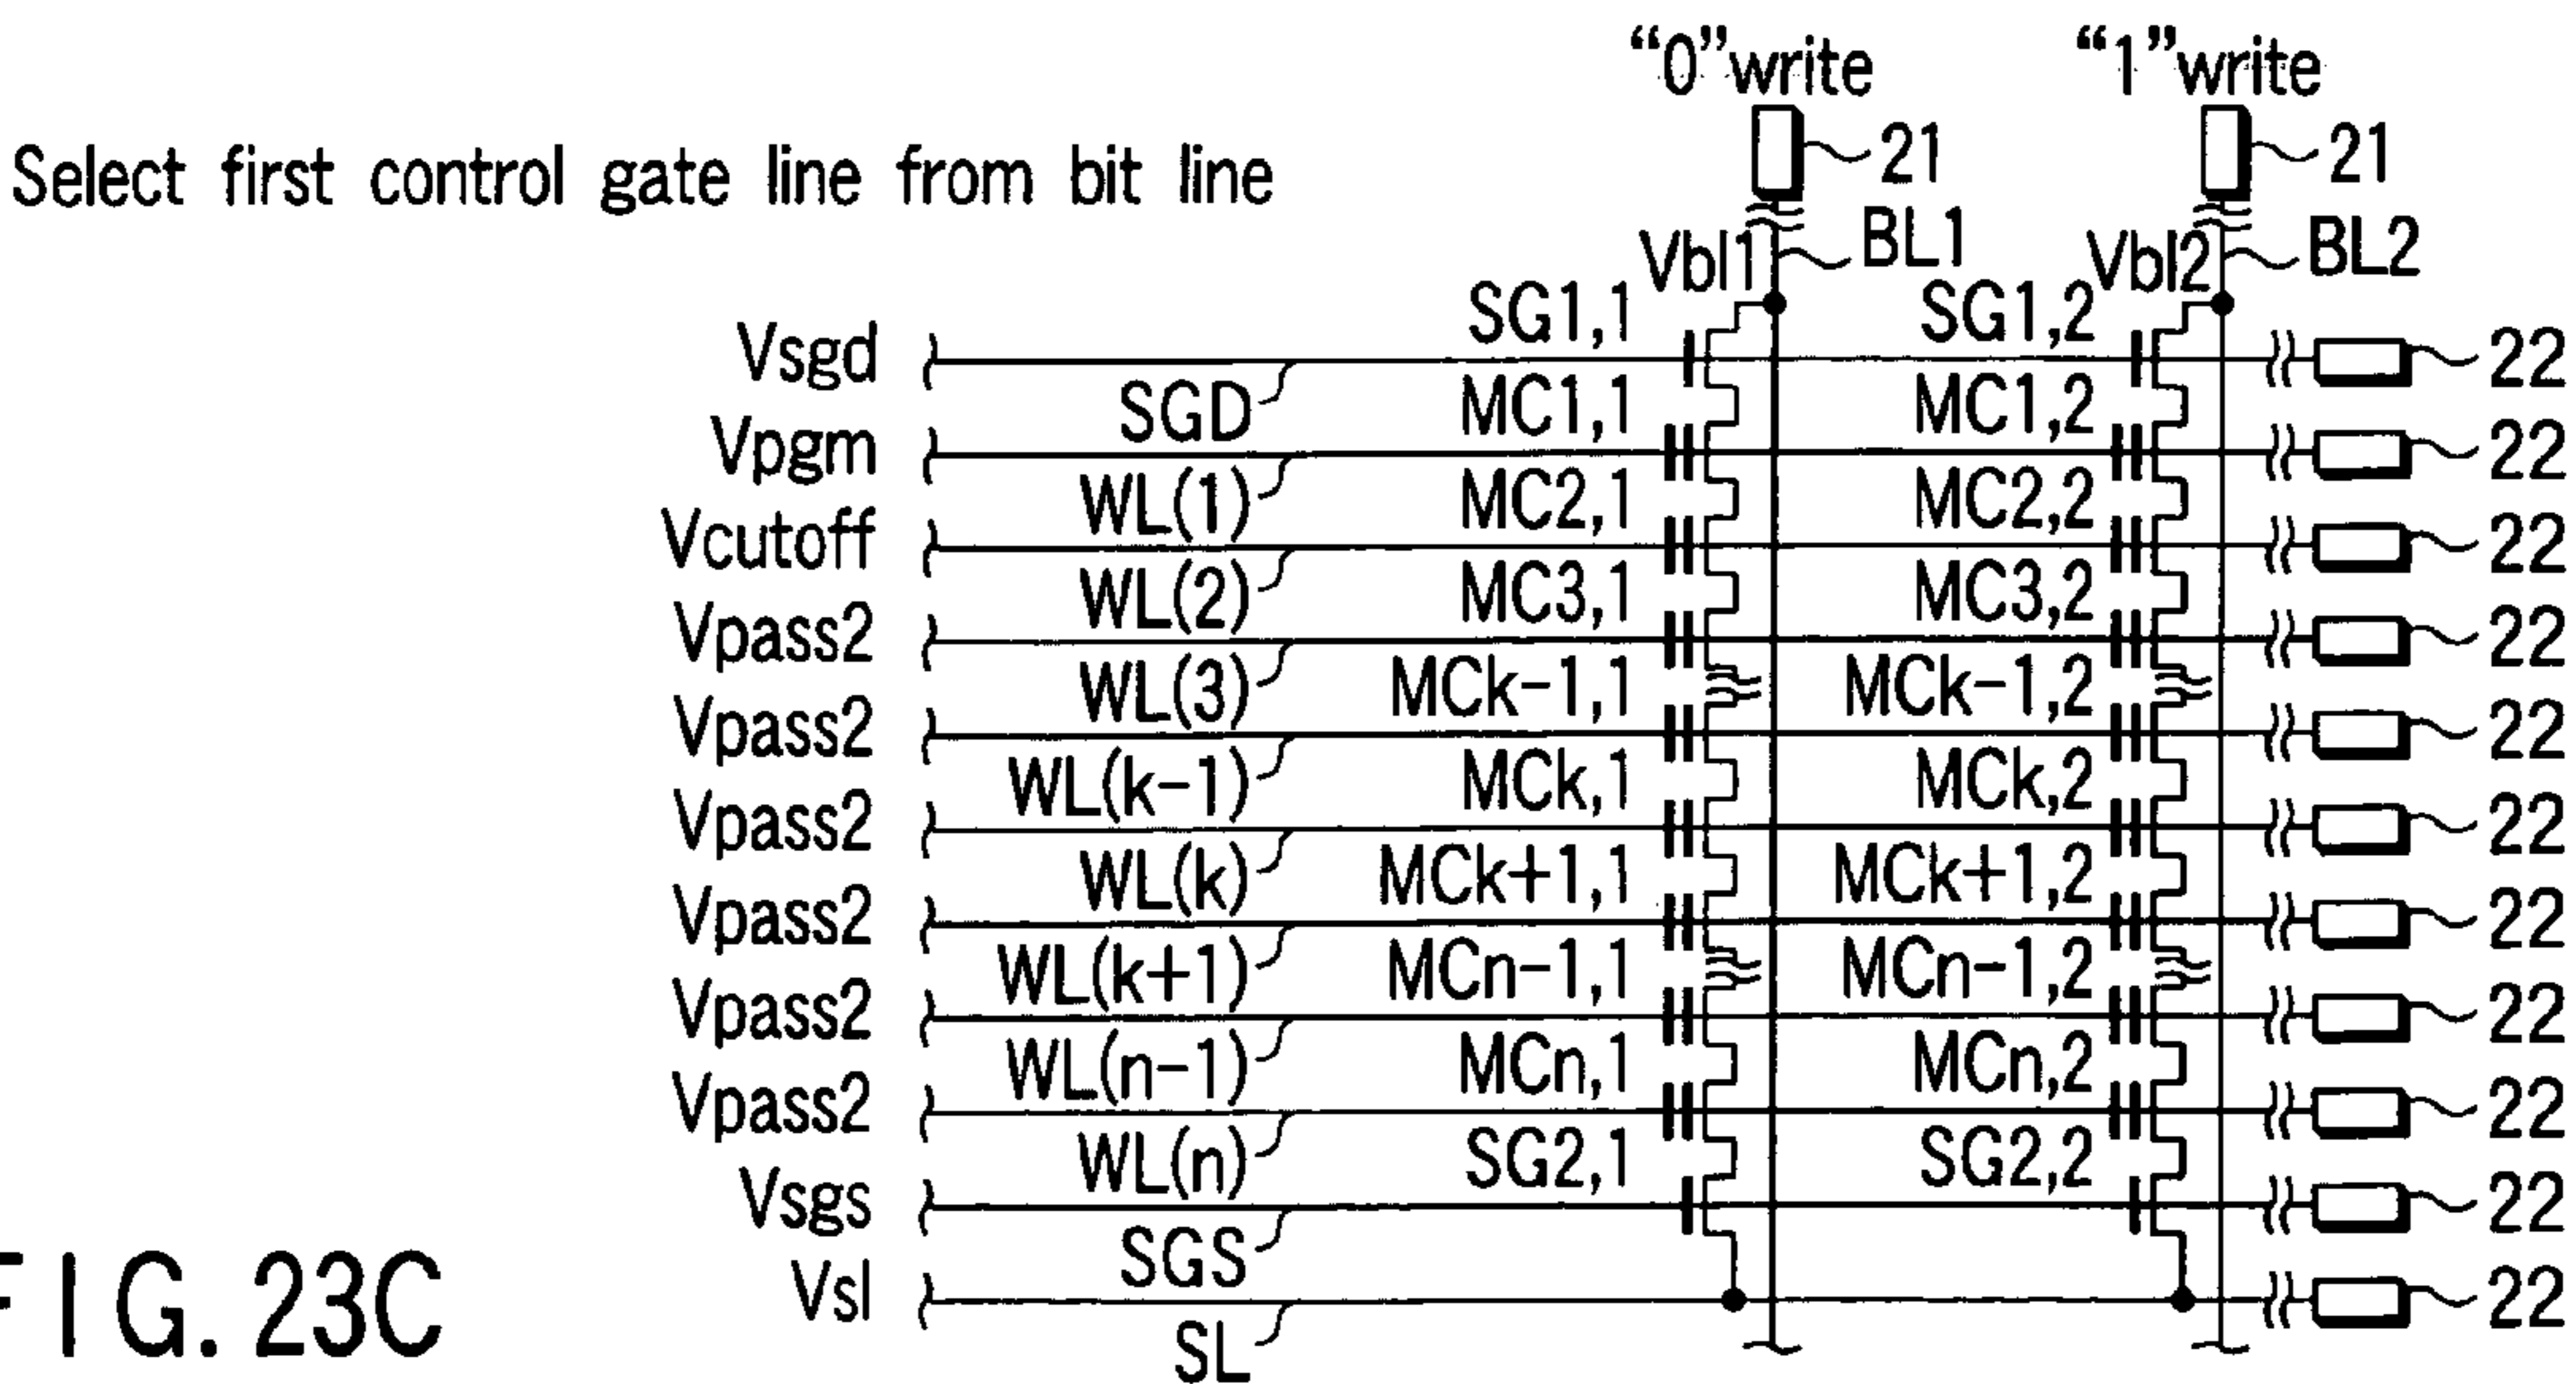 “0”write “1”write
21 21
Select first control gate line from bit line
Vbl1 BL1 Vbl2 BL2
SG1,1 SG1,2
Vsgd 22
SGD MC1,1 MC1,2
Vpgm 22
WL(1) MC2,1 MC2,2
Vcutoff 22
WL(2) MC3,1 MC3,2
Vpass2 22
WL(3) MCk-1,1 MCk-1,2
Vpass2 22
WL(k-1) MCk,1 MCk,2
Vpass2 22
WL(k) MCk+1,1 MCk+1,2
Vpass2 22
WL(k+1) MCn-1,1 MCn-1,2
Vpass2 22
WL(n-1) MCn,1 MCn,2
Vpass2 22
WL(n) SG2,1 SG2,2
Vsgs 22
SGS
Vsl 22
SL
FIG. 23C